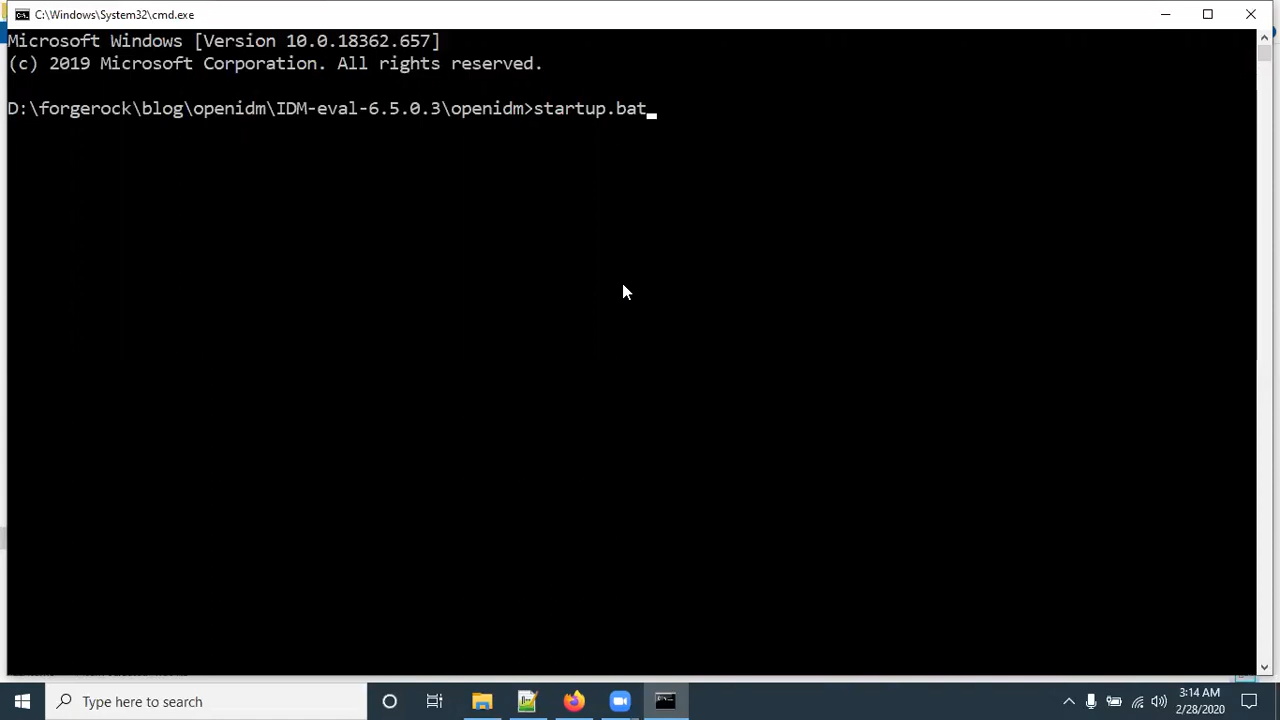 C:\Windows\System32\cmd.exe
Microsoft Windows [Version 10.0.18362.657]
(c) 2019 Microsoft Corporation. All rights reserved.
D:\forgerock\blog\openidm\IDM-eval-6.5.0.3\openidm>startup.bat
Type here to search
3:14 AM
2/28/2020